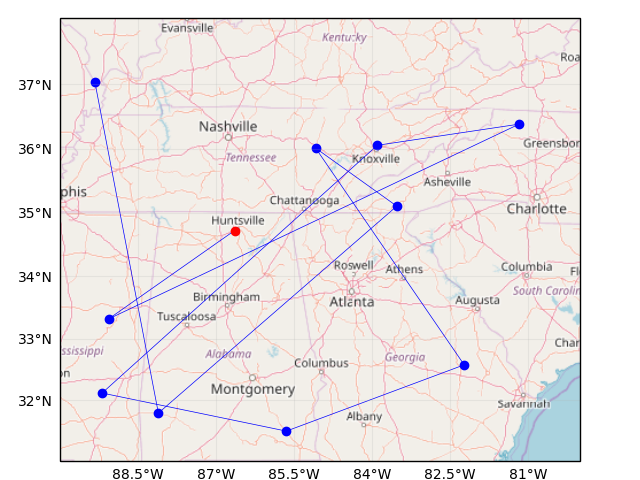 Evansville
Kentucky
Roa
37°N
Nashville
36°N
Greensbor
Knoxville
Tennessee
Asheville
phis
Chattanooga
Charlotte
35°N
Huntsville
Roswell
Athens
Columbia
Fl
34°N
South Carolin
Birmingham
Atlanta
Augusta
Tuscaloosa
33°N
Char
ssissippi
Alabama
Georgia
Columbus
on
Montgomery
32°N
Savannah
Albany
88.5°W 87°W 85.5°W 84°W 82.5°W 81°W